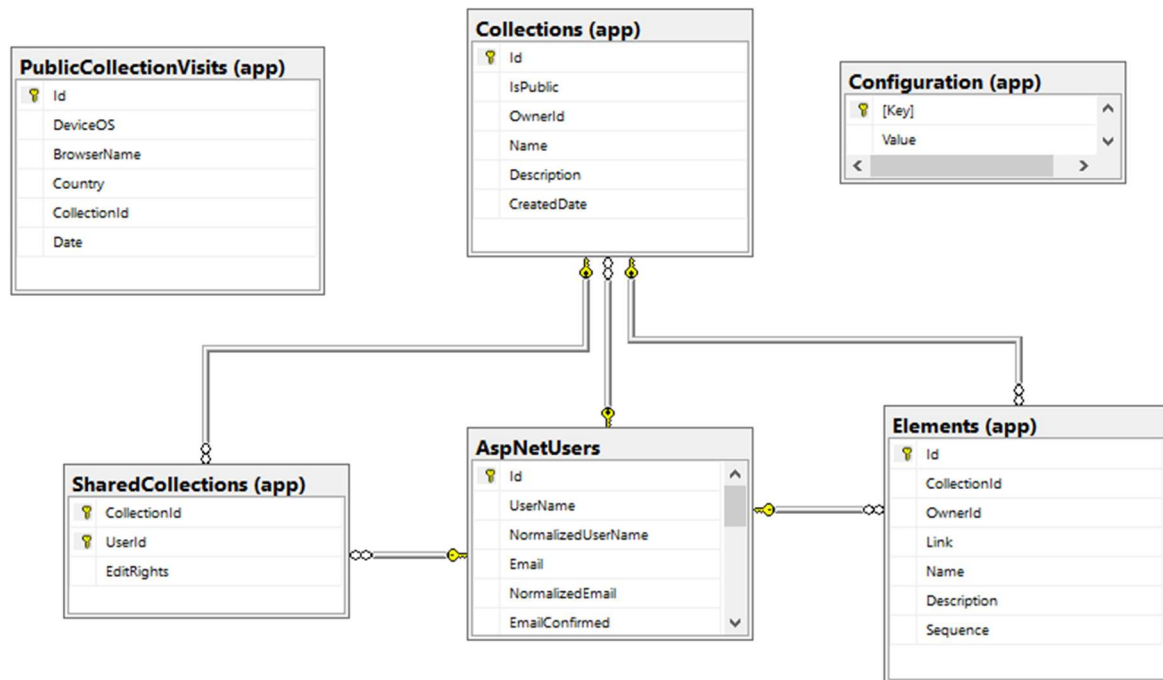 PublicCollectionVisits (app)
Id
DeviceOS
BrowserName
Country
CollectionId
Date
Collections (app)
Id
IsPublic
OwnerId
Name
Description
CreatedDate
Configuration (app)
[Key]
Value
SharedCollections (app)
CollectionId
UserId
EditRights
AspNetUsers
Id
UserName
NormalizedUserName
Email
NormalizedEmail
EmailConfirmed
Elements (app)
Id
CollectionId
OwnerId
Link
Name
Description
Sequence